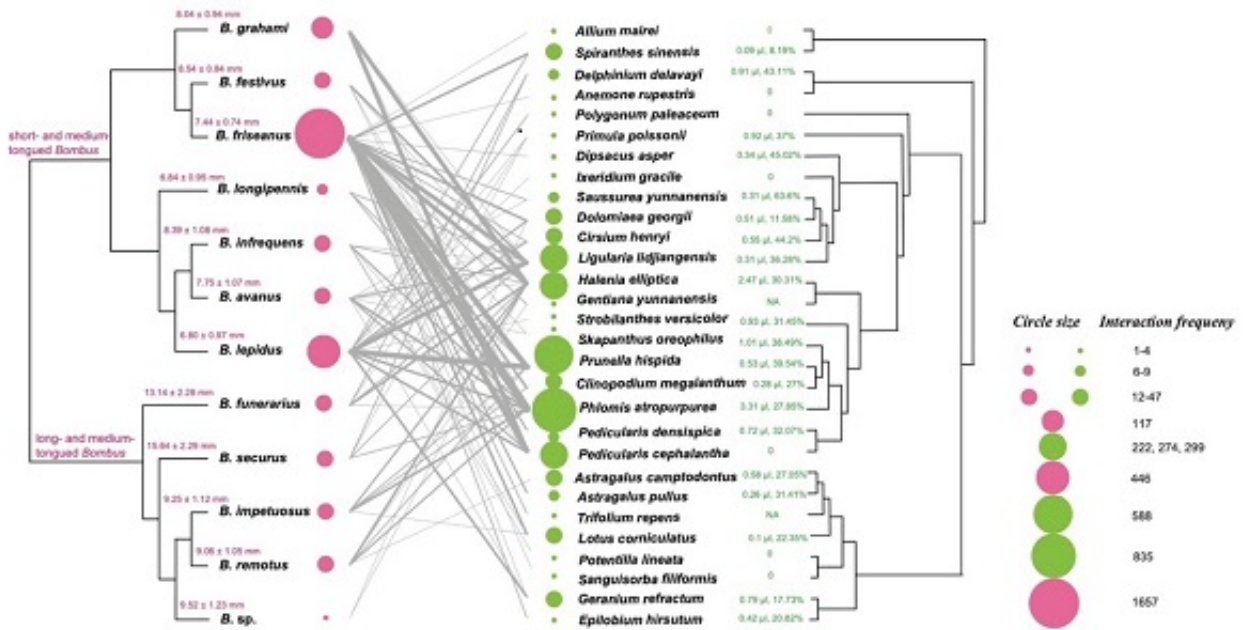 8.04 ± 0.94 mm
B. grahami
8.54 ± 0.84 mm
B. festivus
7.44 ± 0.74 mm
B. friseanus
short- and medium-
tongued Bombus
6.84 ± 0.95 mm
B. longipennis
8.39 ± 1.08 mm
B. infrequens
7.75 ± 1.07 mm
B. avanus
6.80 ± 0.97 mm
B. lepidus
13.14 ± 2.28 mm
B. funerarius
long- and medium-
tongued Bombus
15.64 ± 2.29 mm
B. securus
9.25 ± 1.12 mm
B. impetuosus
9.06 ± 1.05 mm
B. remotus
9.52 ± 1.23 mm
B. sp.
Allium mairei 0
Spiranthes sinensis 0.09 µl, 8.19%
Delphinium delavayi 0.91 µl, 43.11%
Anemone rupestris 0
Polygonum paleaceum 0
Primula poissonii 0.92 µl, 37%
Dipsacus asper 0.34 µl, 45.02%
Ixeridium gracile 0
Saussurea yunnanensis 0.31 µl, 63.6%
Dolomiaea georgii 0.51 µl, 11.58%
Cirsium henryi 0.55 µl, 44.2%
Ligularia lidjiangensis 0.31 µl, 36.28%
Halenia elliptica 2.47 µl, 30.31%
Gentiana yunnanensis NA
Strobilanthes versicolor 0.93 µl, 31.45%
Skapanthus oreophilus 1.01 µl, 38.49%
Prunella hispida 0.53 µl, 39.54%
Clinopodium megalanthum 0.28 µl, 27%
Phlomis atropurpurea 3.31 µl, 27.85%
Pedicularis densispica 0.72 µl, 32.07%
Pedicularis cephalantha 0
Astragalus camptodontus 0.58 µl, 27.05%
Astragalus pullus 0.26 µl, 31.41%
Trifolium repens NA
Lotus corniculatus 0.1 µl, 22.35%
Potentilla lineata 0
Sanguisorba filiformis 0
Geranium refractum 0.79 µl, 17.73%
Epilobium hirsutum 0.42 µl, 20.82%
Circle size Interaction frequeny
1-4
6-9
12-47
117
222, 274, 299
446
588
835
1657